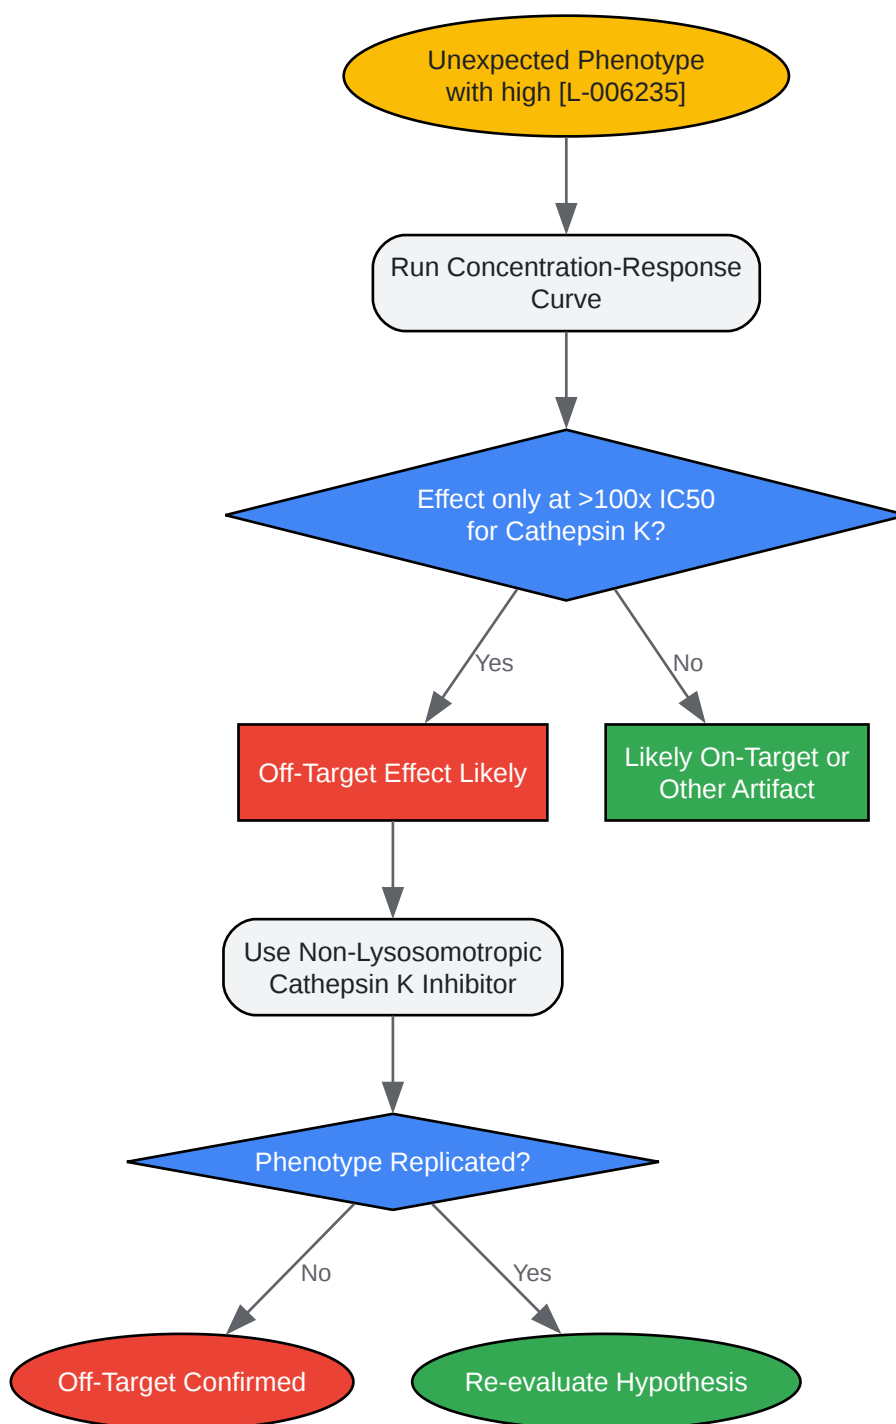 Unexpected Phenotype
with high [L-006235]
Run Concentration-Response
Curve
Effect only at >100x IC50
for Cathepsin K?
Yes
No
Off-Target Effect Likely
Likely On-Target or
Other Artifact
Use Non-Lysosomotropic
Cathepsin K Inhibitor
Phenotype Replicated?
No
Yes
Off-Target Confirmed
Re-evaluate Hypothesis